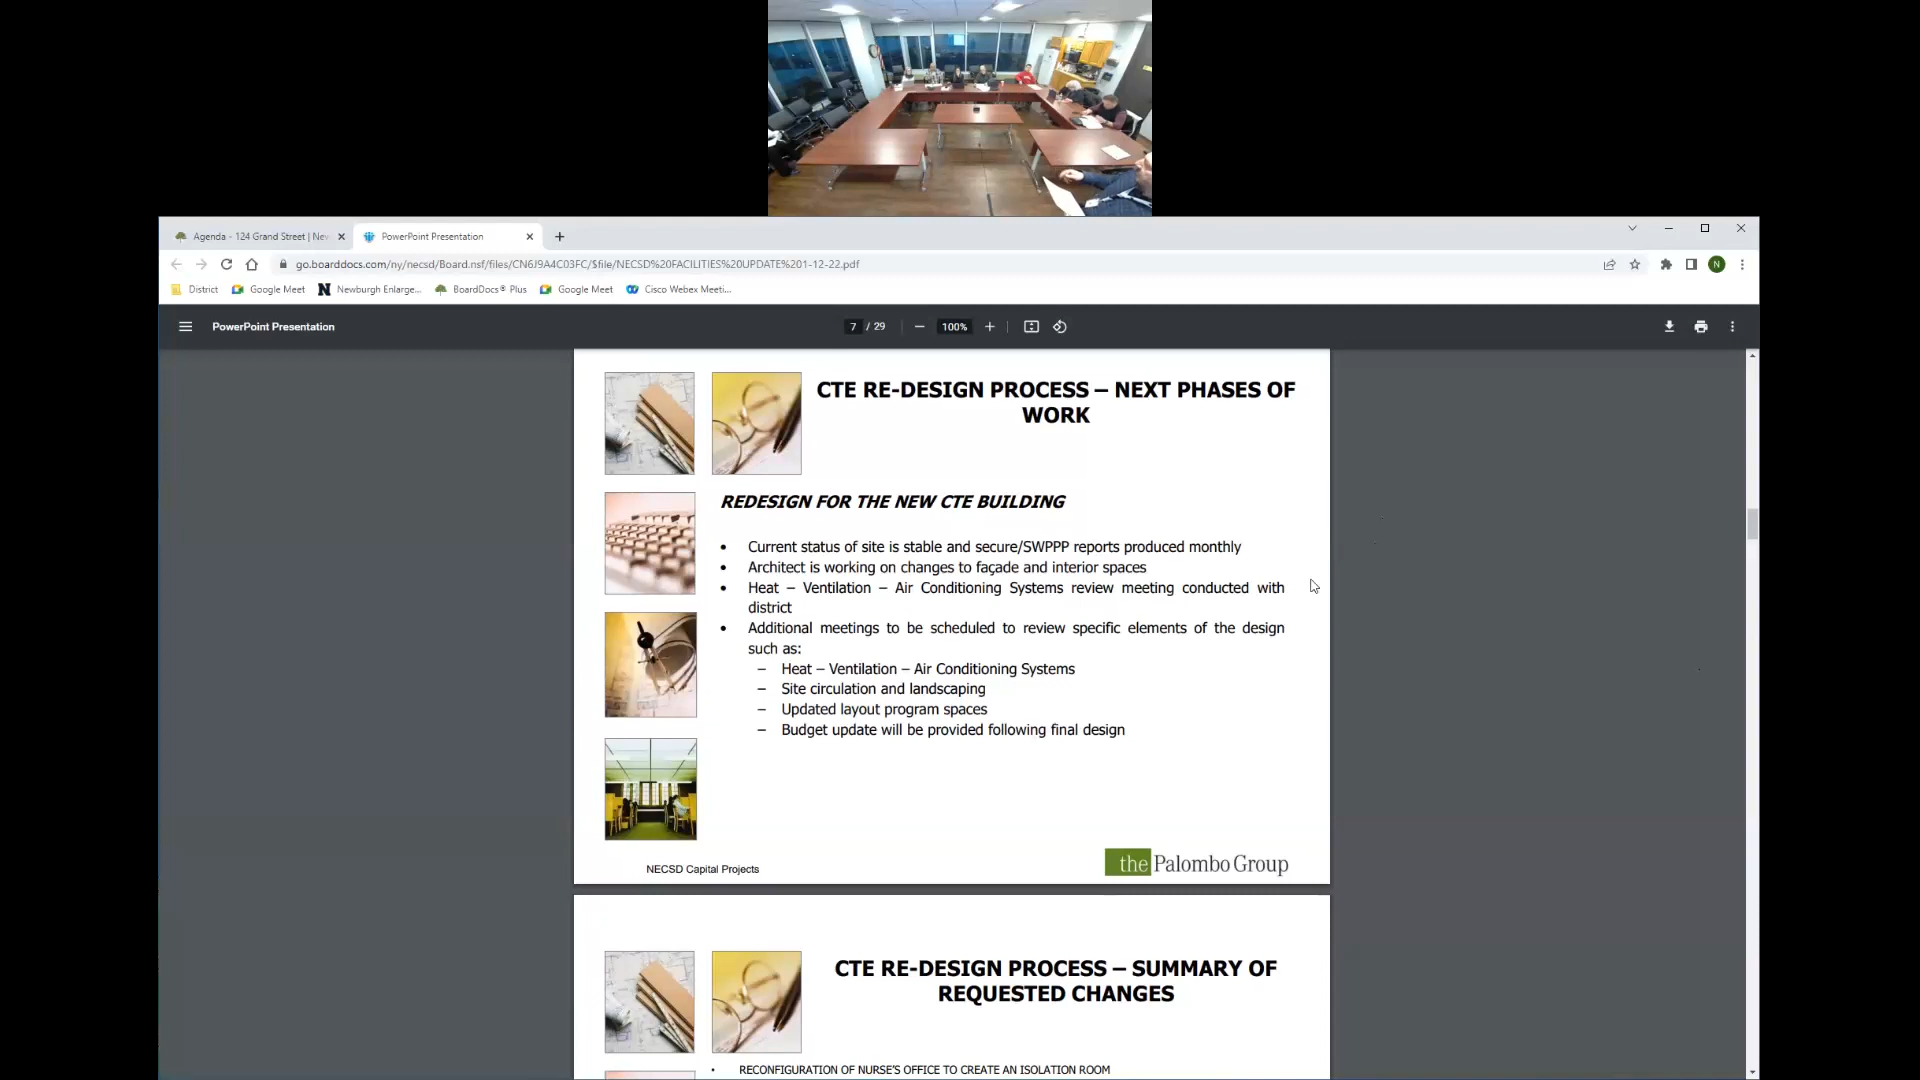 Agenda - 124 Grand Street | New
PowerPoint Presentation
go.boarddocs.com/ny/necsd/Board.nsf/files/CN6J9A4C03FC/$file/NECSD%20FACILITIES%20UPDATE%201-12-22.pdf
N
District
Google Meet
Newburgh Enlarge...
BoardDocs® Plus
Google Meet
Cisco Webex Meeti...
PowerPoint Presentation
7 / 29
100%
CTE RE-DESIGN PROCESS – NEXT PHASES OF
WORK
REDESIGN FOR THE NEW CTE BUILDING
• Current status of site is stable and secure/SWPPP reports produced monthly
• Architect is working on changes to façade and interior spaces
• Heat – Ventilation – Air Conditioning Systems review meeting conducted with
district
• Additional meetings to be scheduled to review specific elements of the design
such as:
– Heat – Ventilation – Air Conditioning Systems
– Site circulation and landscaping
– Updated layout program spaces
– Budget update will be provided following final design
NECSD Capital Projects
the Palombo Group
CTE RE-DESIGN PROCESS – SUMMARY OF
REQUESTED CHANGES
• RECONFIGURATION OF NURSE'S OFFICE TO CREATE AN ISOLATION ROOM